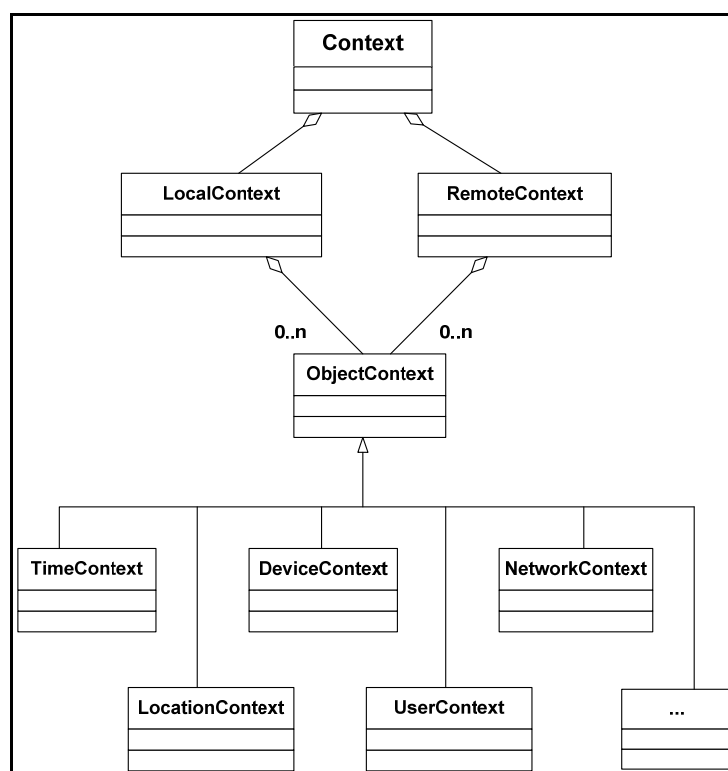 Context
LocalContext
RemoteContext
0..n
0..n
ObjectContext
TimeContext
DeviceContext
NetworkContext
LocationContext
UserContext
...